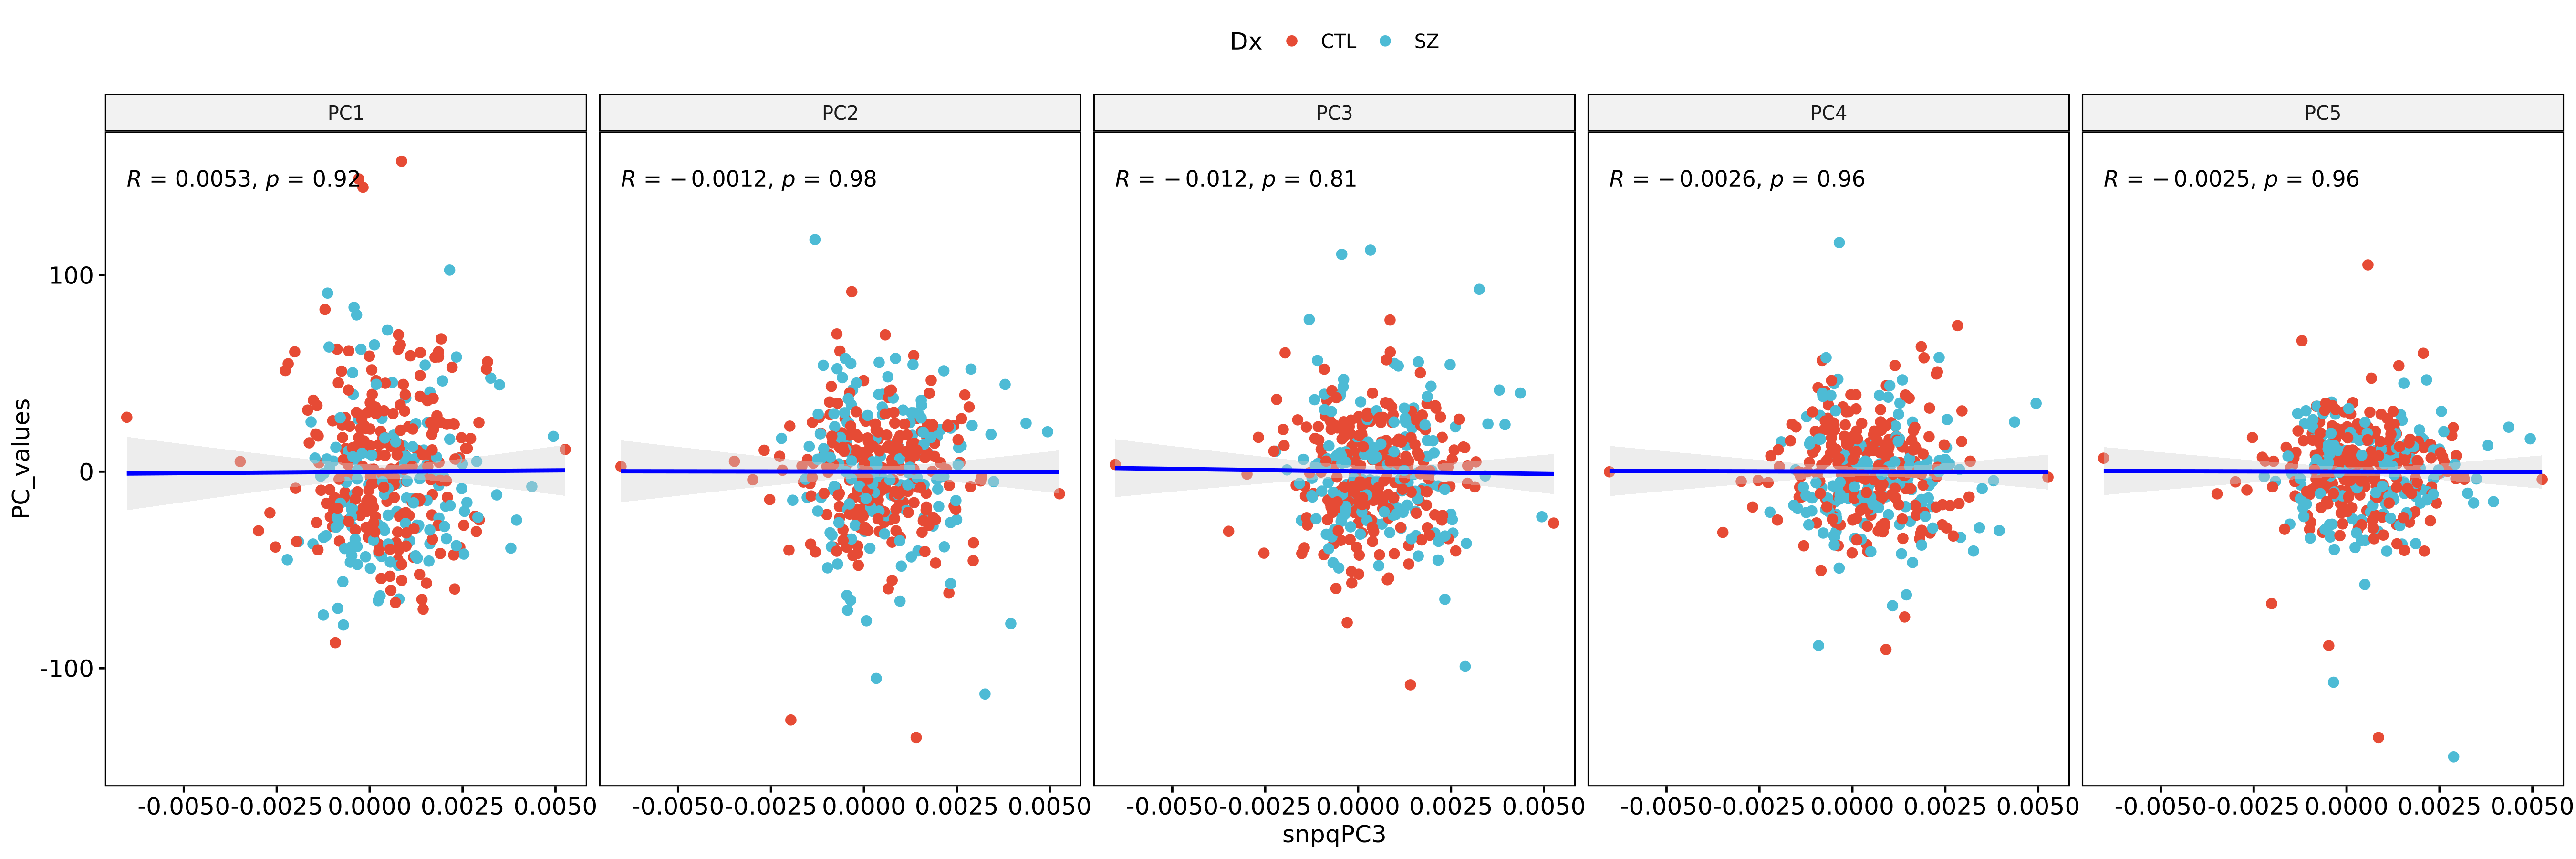 Dx CTL SZ
PC1 PC2 PC3 PC4 PC5
R = 0.0053, p = 0.92 R = −0.0012, p = 0.98 R = −0.012, p = 0.81 R = −0.0026, p = 0.96 R = −0.0025, p = 0.96
100
0
-100
PC_values
-0.0050 -0.0025 0.0000 0.0025 0.0050 -0.0050 -0.0025 0.0000 0.0025 0.0050 -0.0050 -0.0025 0.0000 0.0025 0.0050 -0.0050 -0.0025 0.0000 0.0025 0.0050 -0.0050 -0.0025 0.0000 0.0025 0.0050
snpqPC3